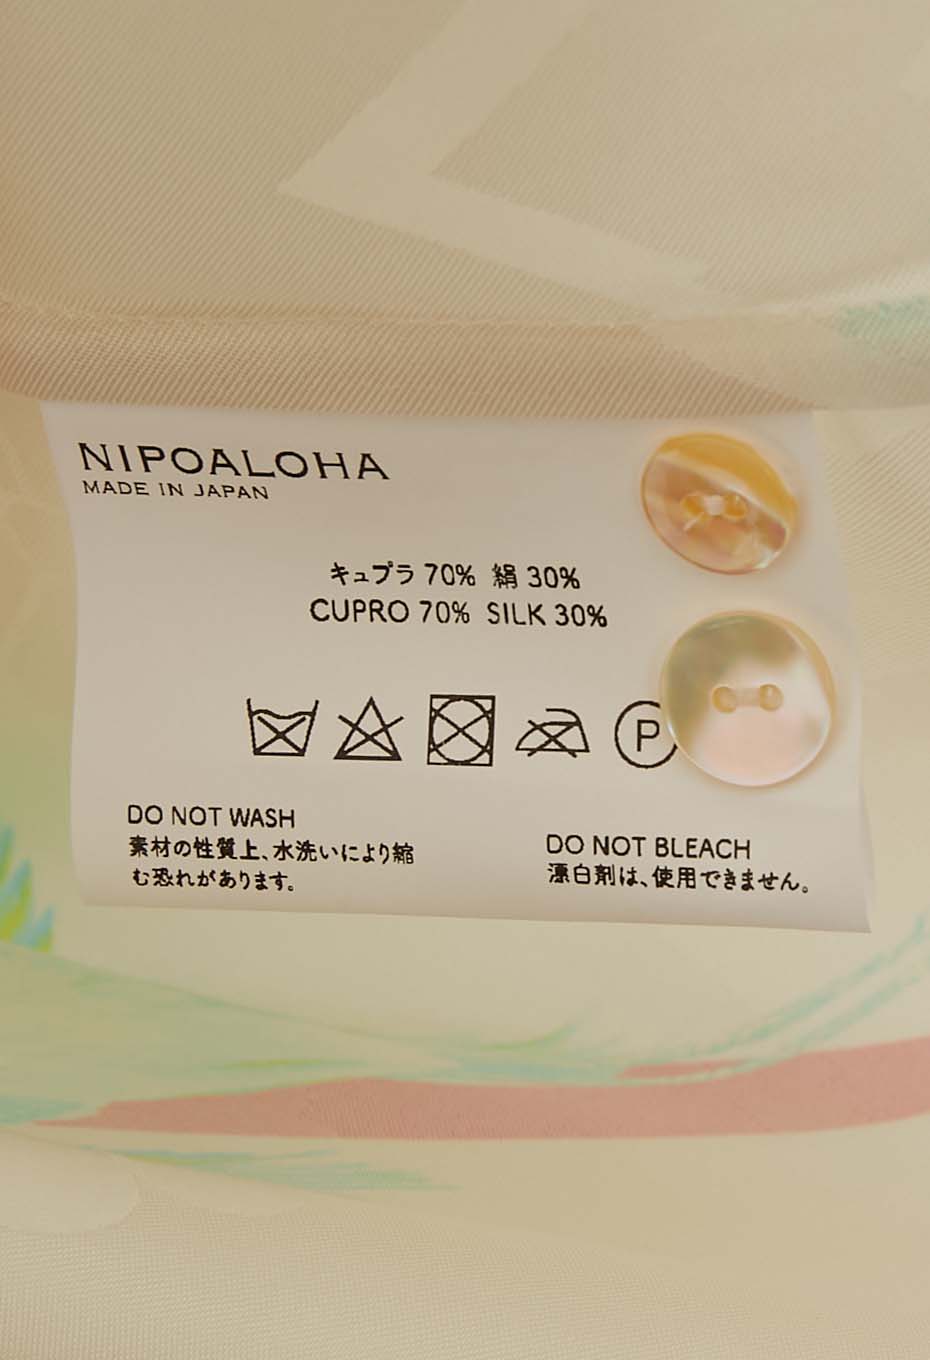 NIPOALOHA
MADE IN JAPAN
キュプラ 70% 絹 30%
CUPRO 70% SILK 30%
P
DO NOT WASH
素材の性質上、水洗いにより縮
む恐れがあります。
DO NOT BLEACH
漂白剤は、使用できません。